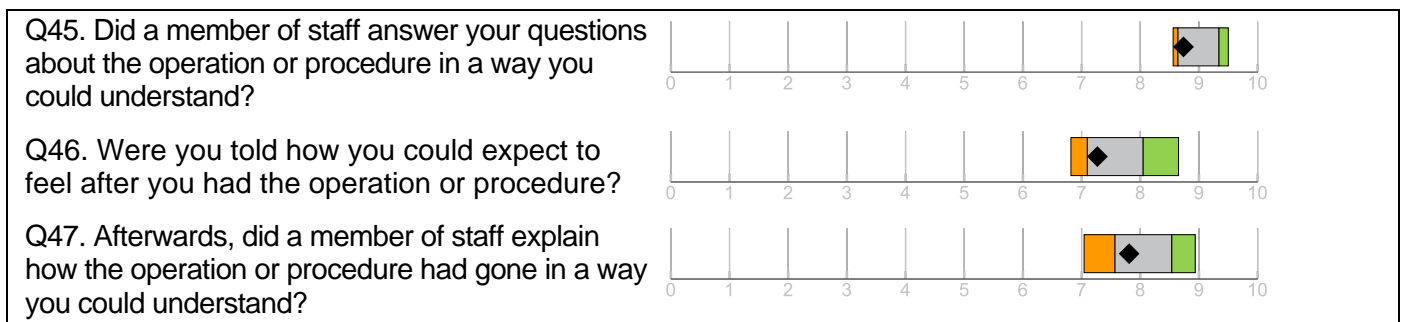 Q45. Did a member of staff answer your questions
about the operation or procedure in a way you
could understand?
0 1 2 3 4 5 6 7 8 9 10
Q46. Were you told how you could expect to
feel after you had the operation or procedure?
0 1 2 3 4 5 6 7 8 9 10
Q47. Afterwards, did a member of staff explain
how the operation or procedure had gone in a way
you could understand?
0 1 2 3 4 5 6 7 8 9 10